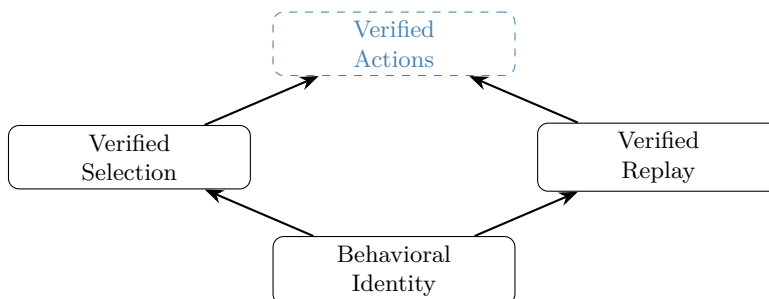 Verified
Actions
Verified
Selection
Verified
Replay
Behavioral
Identity